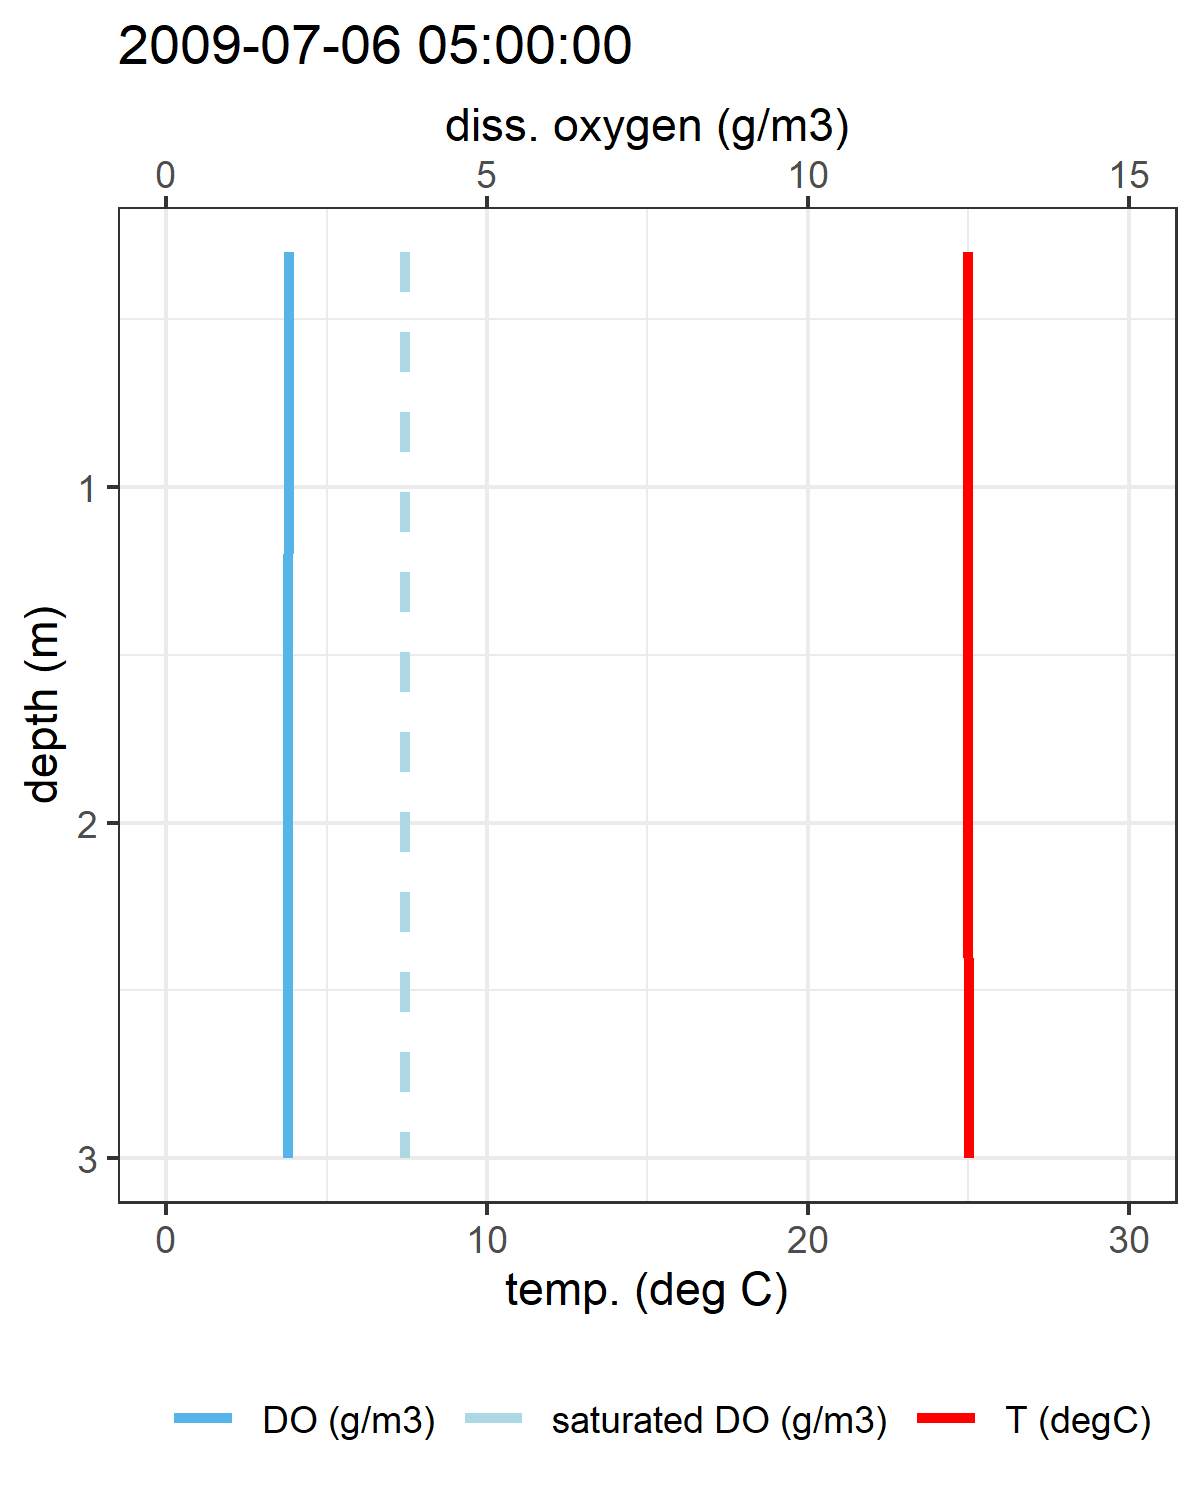 2009-07-06 05:00:00
diss. oxygen (g/m3)
0 5 10 15
1
2
3
depth (m)
0 10 20 30
temp. (deg C)
DO (g/m3) saturated DO (g/m3) T (degC)